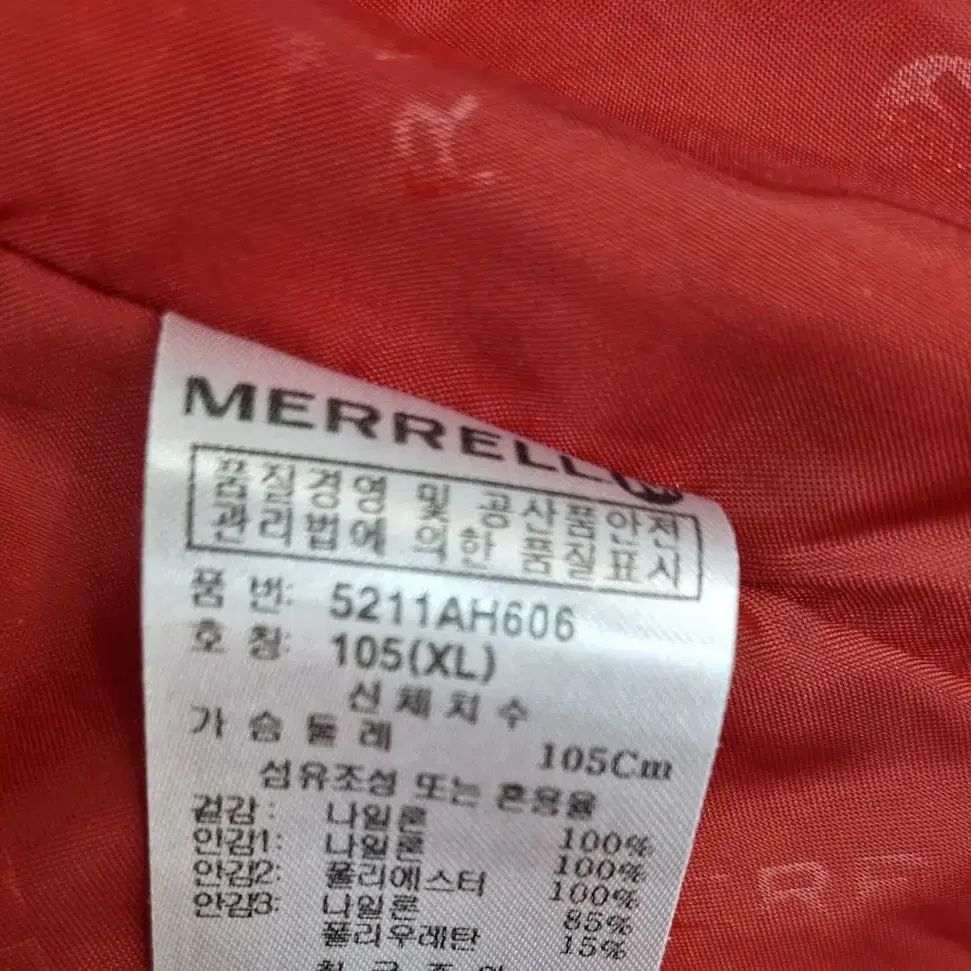 MERRELL
품질경영 및 공산품안전
관리법에 의한 품질표시
품 번: 5211AH606
호 칭: 105(XL)
신체치수
가슴둘레 105Cm
섬유조성 또는 혼용율
겉감: 나일론 100%
안감1: 나일론 100%
안감2: 폴리에스터 100%
안감3: 나일론 85%
폴리우레탄 15%